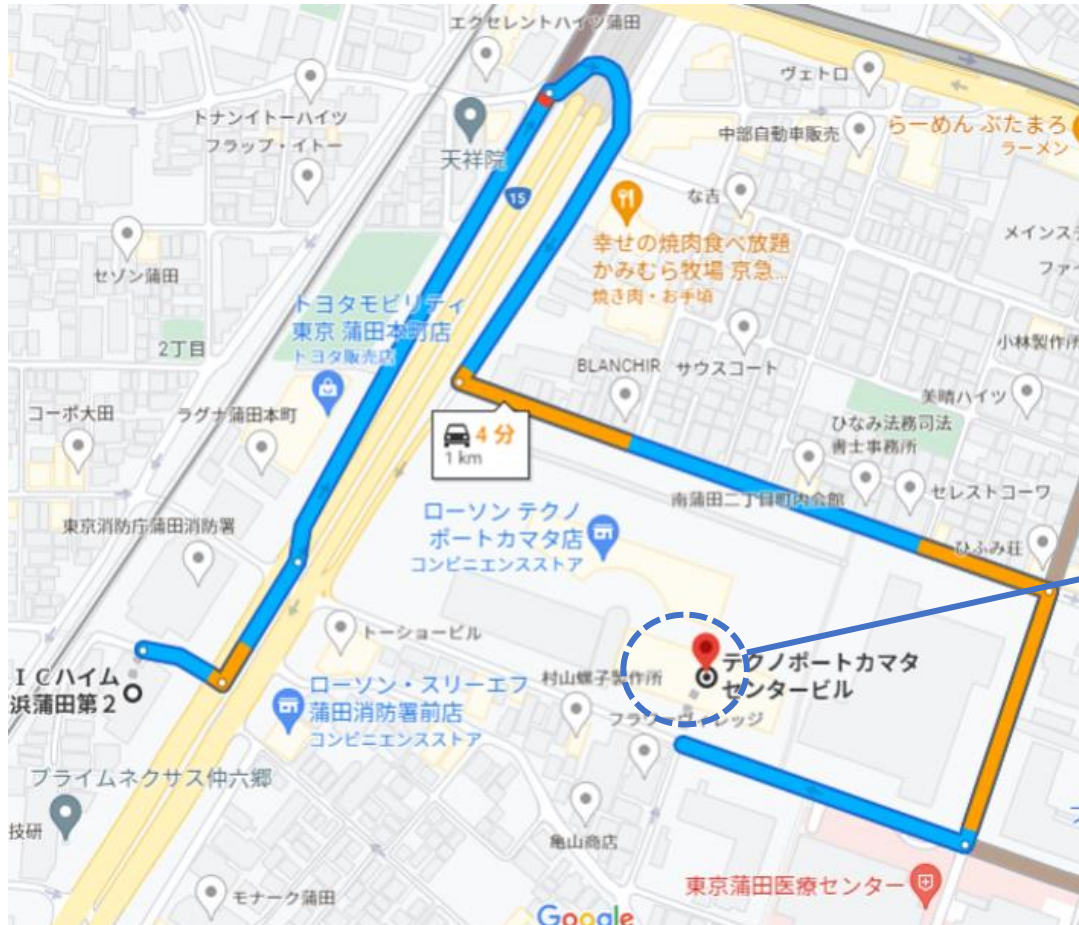 エクセレントハイツ蒲田
ヴェトロ
トナンイトーハイツ
フラップ・イトー
天祥院
中部自動車販売
らーめん ぶたまろ
ラーメン
15
な吉
幸せの焼肉食べ放題
かみむら牧場 京急...
焼き肉・お手頃
メインステ
ファイ
セゾン蒲田
トヨタモビリティ
東京 蒲田本町店
トヨタ販売店
2丁目
小林製作所
BLANCHIR
サウスコート
美晴ハイツ
コーポ大田
ラグナ蒲田本町
4 分
1 km
ひなみ法務司法
書士事務所
南蒲田二丁目町内会館
セレストコーワ
東京消防庁蒲田消防署
ローソン テクノ
ポートカマタ店
コンビニエンスストア
ひふみ荘
トーショービル
ＩＣハイム
浜蒲田第２
村山螺子製作所
テクノポートカマタ
センタービル
ローソン・スリーエフ
蒲田消防署前店
コンビニエンスストア
フラワーヴィレッジ
プライムネクサス仲六郷
技研
亀山商店
東京蒲田医療センター
モナーク蒲田
Google